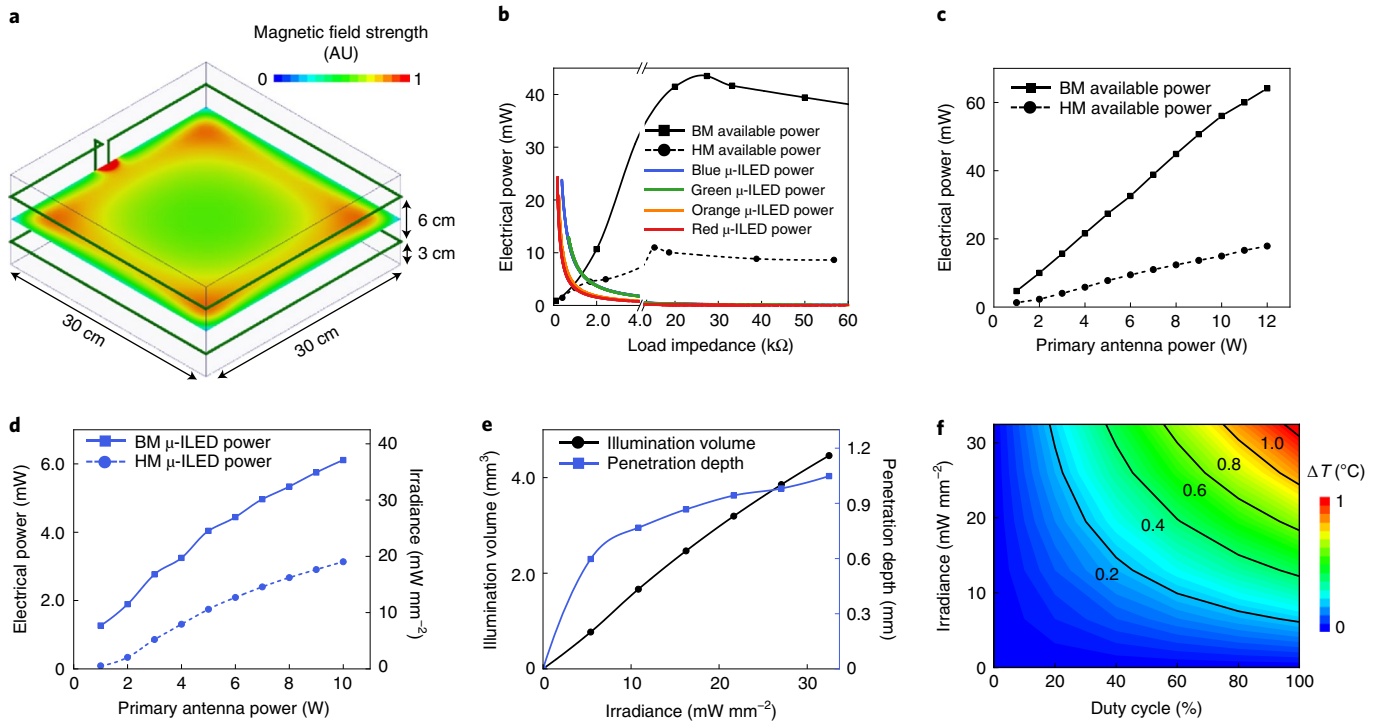 a
Magnetic field strength
(AU)
0 1
6 cm
3 cm
30 cm
30 cm
b
Electrical power (mW)
40
30
20
10
0
BM available power
HM available power
Blue μ-ILED power
Green μ-ILED power
Orange μ-ILED power
Red μ-ILED power
0 2.0 4.0 20 40 60
Load impedance (kΩ)
c
Electrical power (mW)
60
40
20
0
BM available power
HM available power
0 2 4 6 8 10 12
Primary antenna power (W)
d
Electrical power (mW)
6.0
4.0
2.0
0
BM μ-ILED power
HM μ-ILED power
40
30
20
10
0
Irradiance (mW mm⁻²)
0 2 4 6 8 10
Primary antenna power (W)
e
Illumination volume (mm³)
4.0
2.0
0
Illumination volume
Penetration depth
1.2
0.9
0.6
0.3
0
Penetration depth (mm)
0 10 20 30
Irradiance (mW mm⁻²)
f
Irradiance (mW mm⁻²)
30
20
10
0
1.0
0.8
0.6
0.4
0.2
Δ T (°C)
1
0
0 20 40 60 80 100
Duty cycle (%)